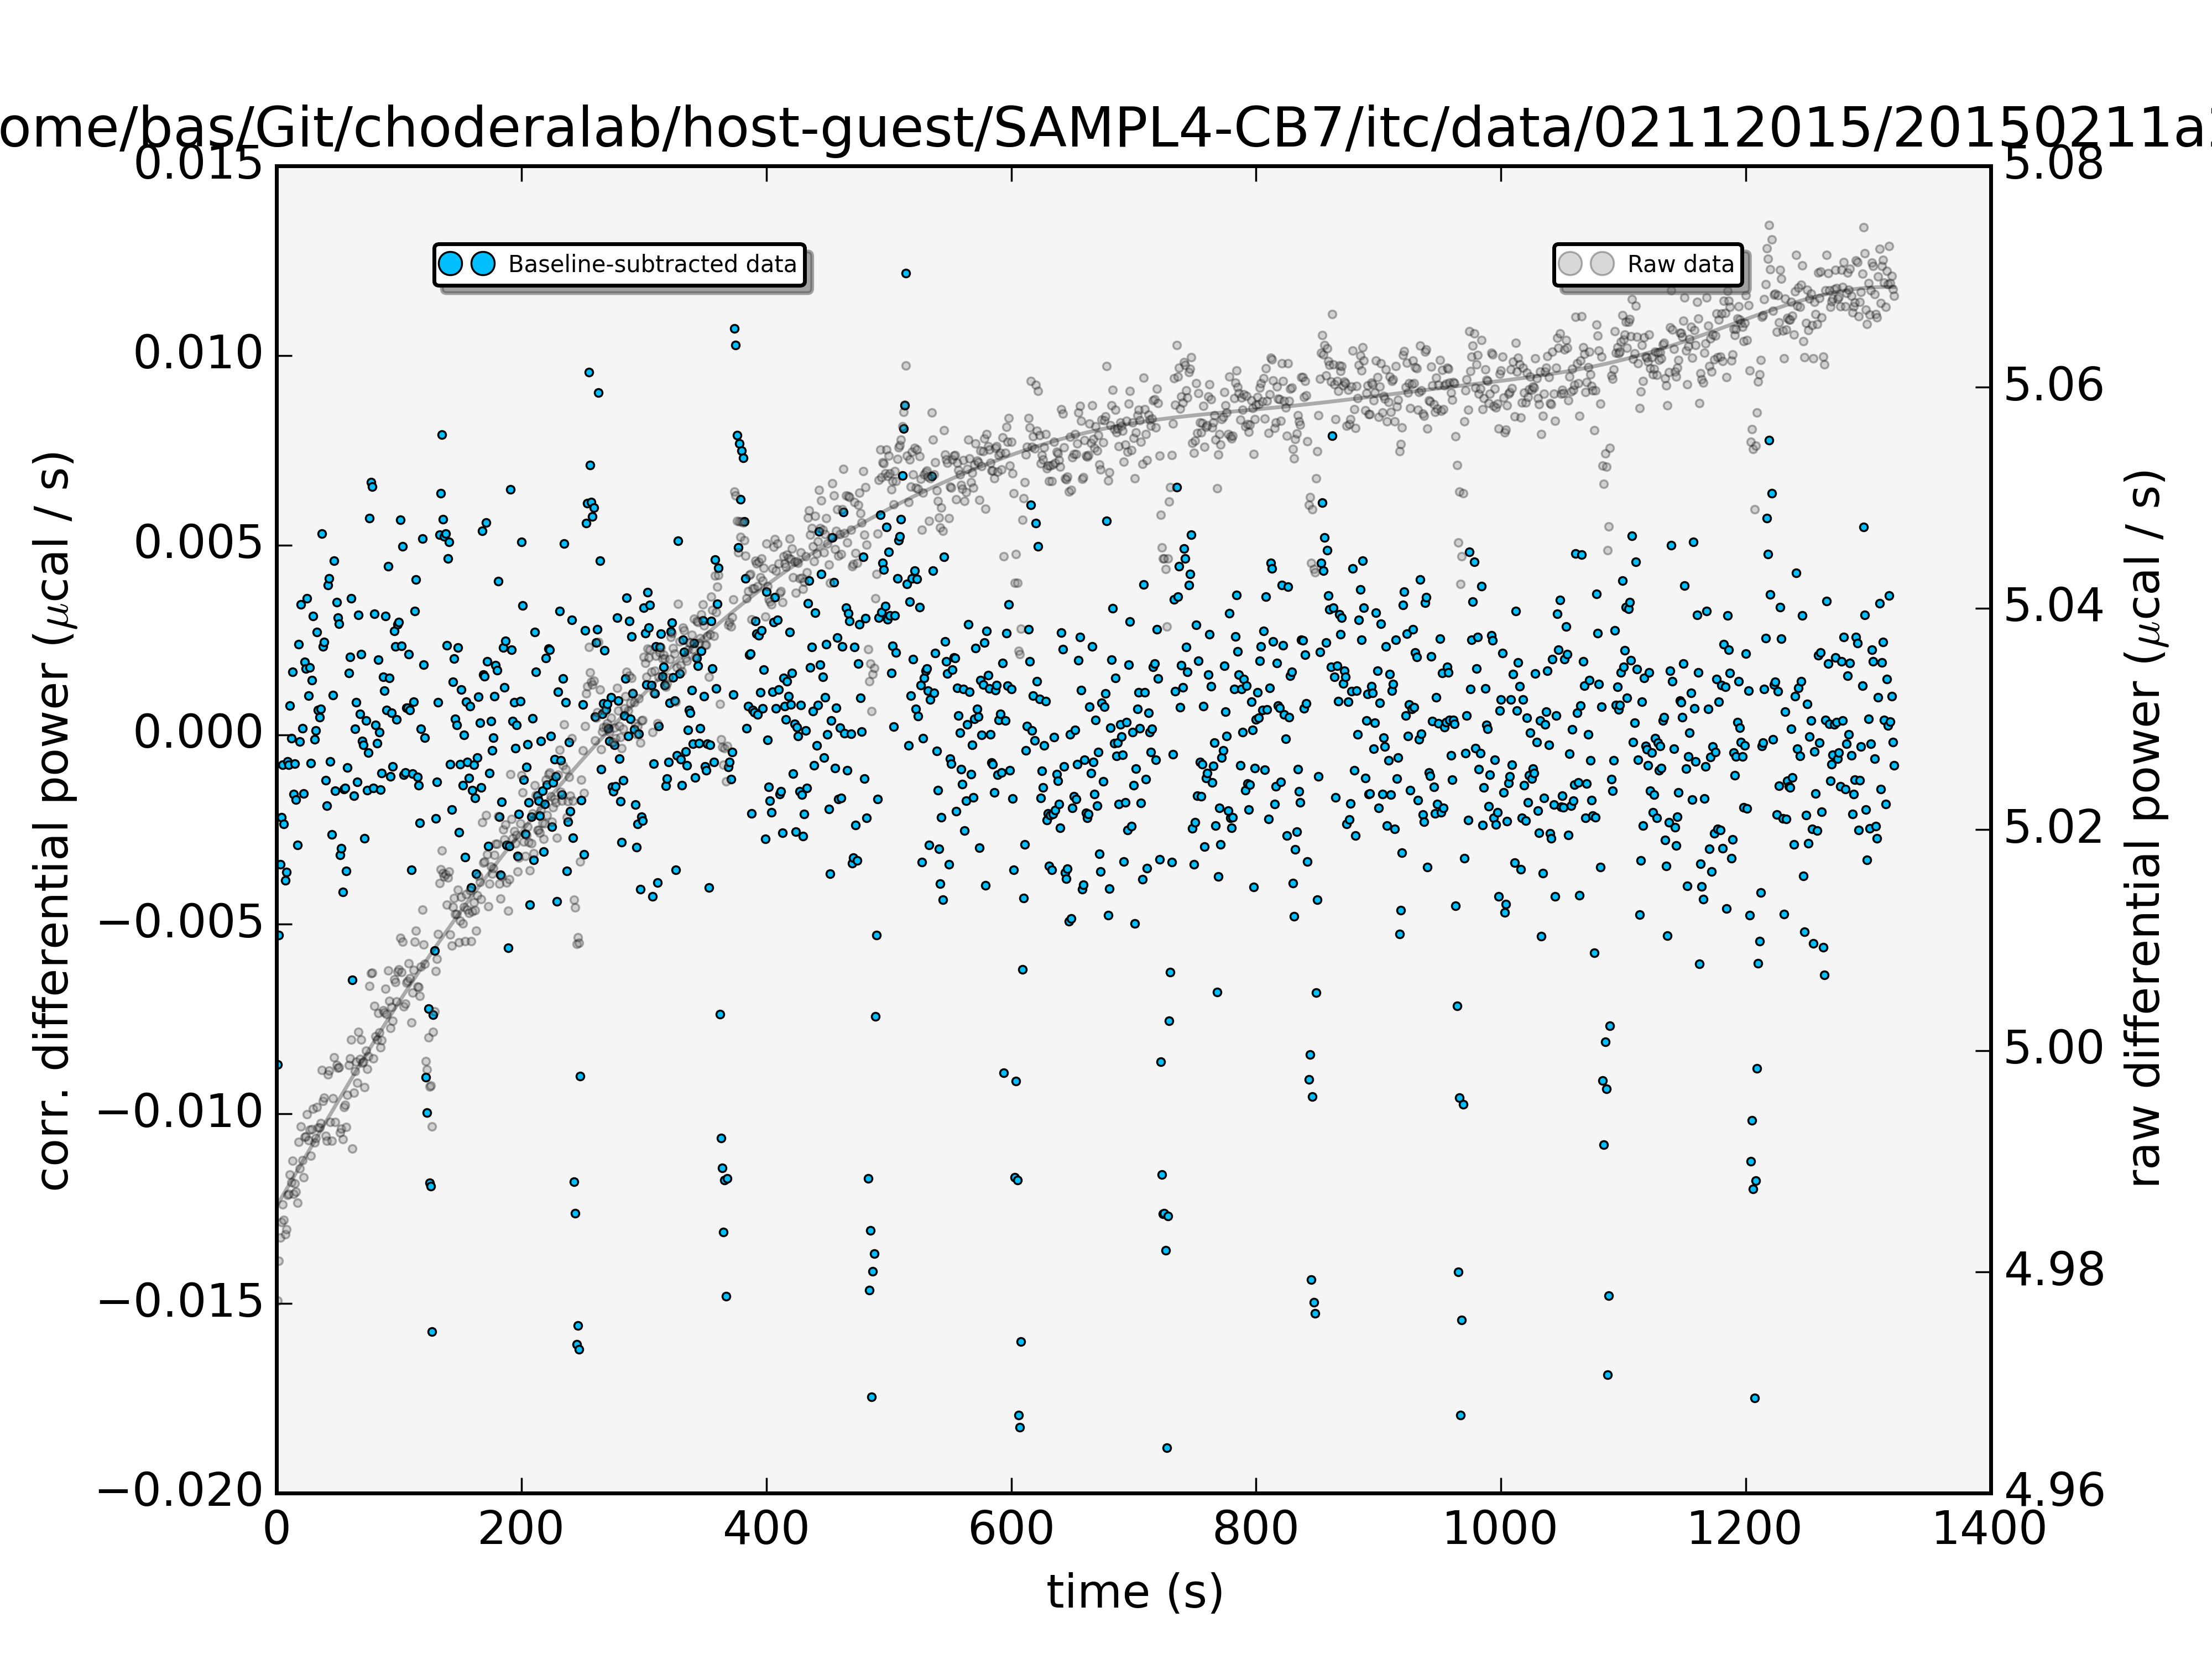 ome/bas/Git/choderalab/host-guest/SAMPL4-CB7/itc/data/02112015/20150211a
Baseline-subtracted data
Raw data
corr. differential power (μcal / s)
0.015
0.010
0.005
0.000
−0.005
−0.010
−0.015
−0.020
raw differential power (μcal / s)
5.08
5.06
5.04
5.02
5.00
4.98
4.96
0 200 400 600 800 1000 1200 1400
time (s)